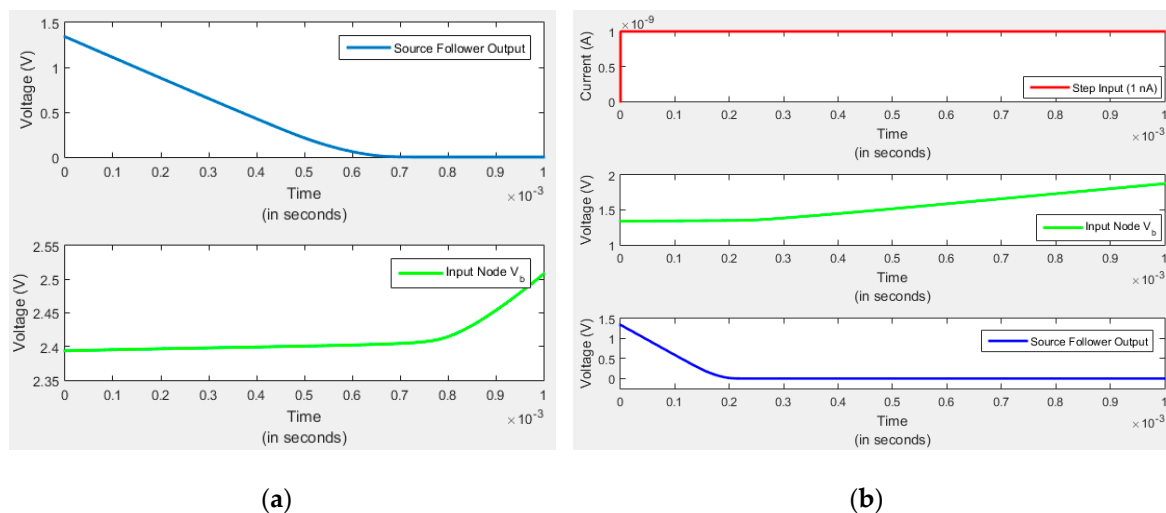 1.5
1
0.5
0
Voltage (V)
Source Follower Output
0 0.1 0.2 0.3 0.4 0.5 0.6 0.7 0.8 0.9 1
Time
×10⁻³
(in seconds)
2.55
2.5
2.45
2.4
2.35
Voltage (V)
Input Node V_b
0 0.1 0.2 0.3 0.4 0.5 0.6 0.7 0.8 0.9 1
Time
×10⁻³
(in seconds)
(a)
×10⁻⁹
1
0.5
0
Current (A)
Step Input (1 nA)
0 0.1 0.2 0.3 0.4 0.5 0.6 0.7 0.8 0.9 1
Time
×10⁻³
(in seconds)
2
1.5
1
Voltage (V)
Input Node V_b
0 0.1 0.2 0.3 0.4 0.5 0.6 0.7 0.8 0.9 1
Time
×10⁻³
(in seconds)
1.5
1
0.5
0
Voltage (V)
Source Follower Output
0 0.1 0.2 0.3 0.4 0.5 0.6 0.7 0.8 0.9 1
Time
×10⁻³
(in seconds)
(b)